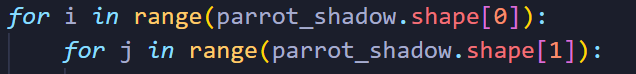 for i in range(parrot_shadow.shape[0]):
    for j in range(parrot_shadow.shape[1]):